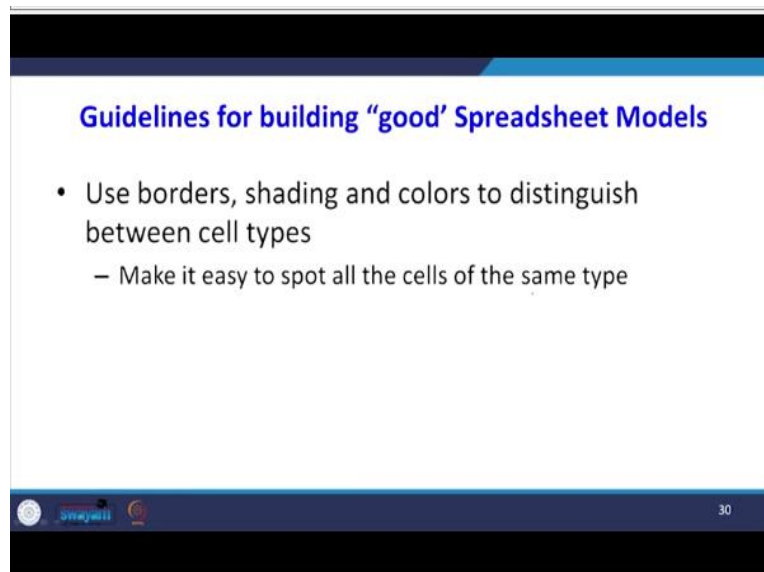 Guidelines for building “good’ Spreadsheet Models
• Use borders, shading and colors to distinguish
between cell types
– Make it easy to spot all the cells of the same type
swayam
30